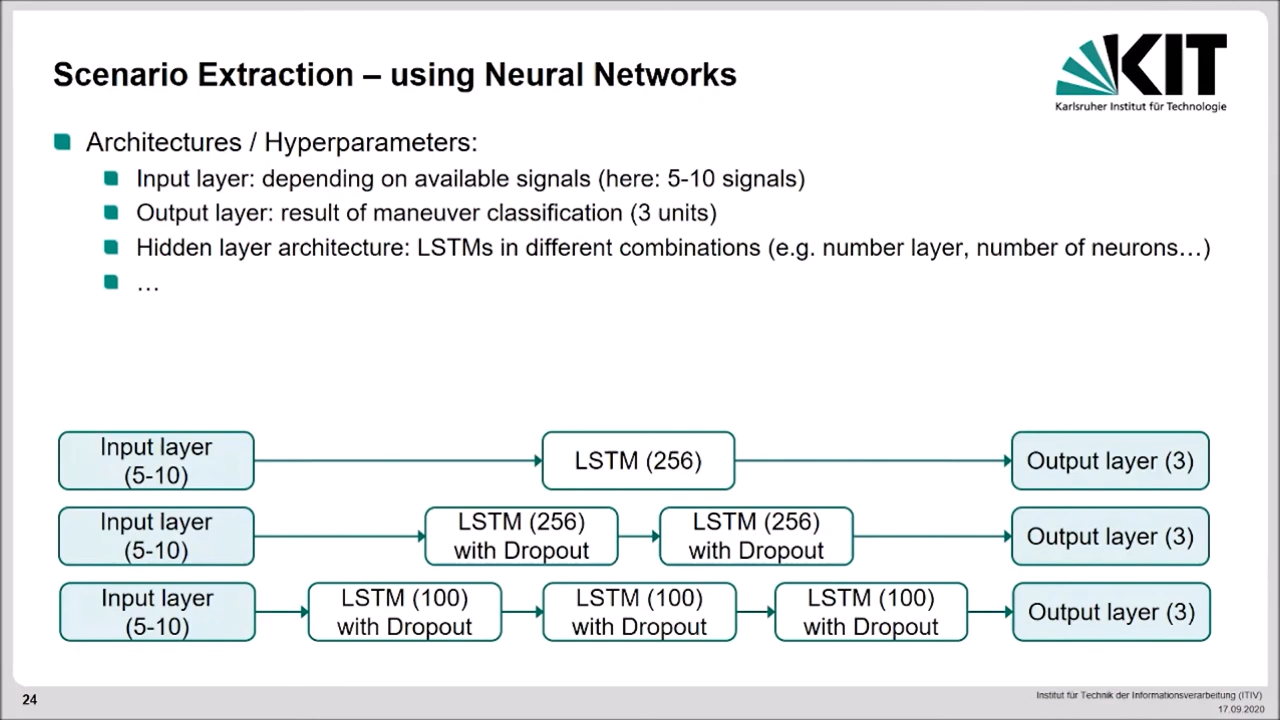 Scenario Extraction – using Neural Networks
KIT
Karlsruher Institut für Technologie
Architectures / Hyperparameters:
Input layer: depending on available signals (here: 5-10 signals)
Output layer: result of maneuver classification (3 units)
Hidden layer architecture: LSTMs in different combinations (e.g. number layer, number of neurons…)
…
Input layer
(5-10)
LSTM (256)
Output layer (3)
Input layer
(5-10)
LSTM (256)
with Dropout
LSTM (256)
with Dropout
Output layer (3)
Input layer
(5-10)
LSTM (100)
with Dropout
LSTM (100)
with Dropout
LSTM (100)
with Dropout
Output layer (3)
24
Institut für Technik der Informationsverarbeitung (ITIV)
17.09.2020